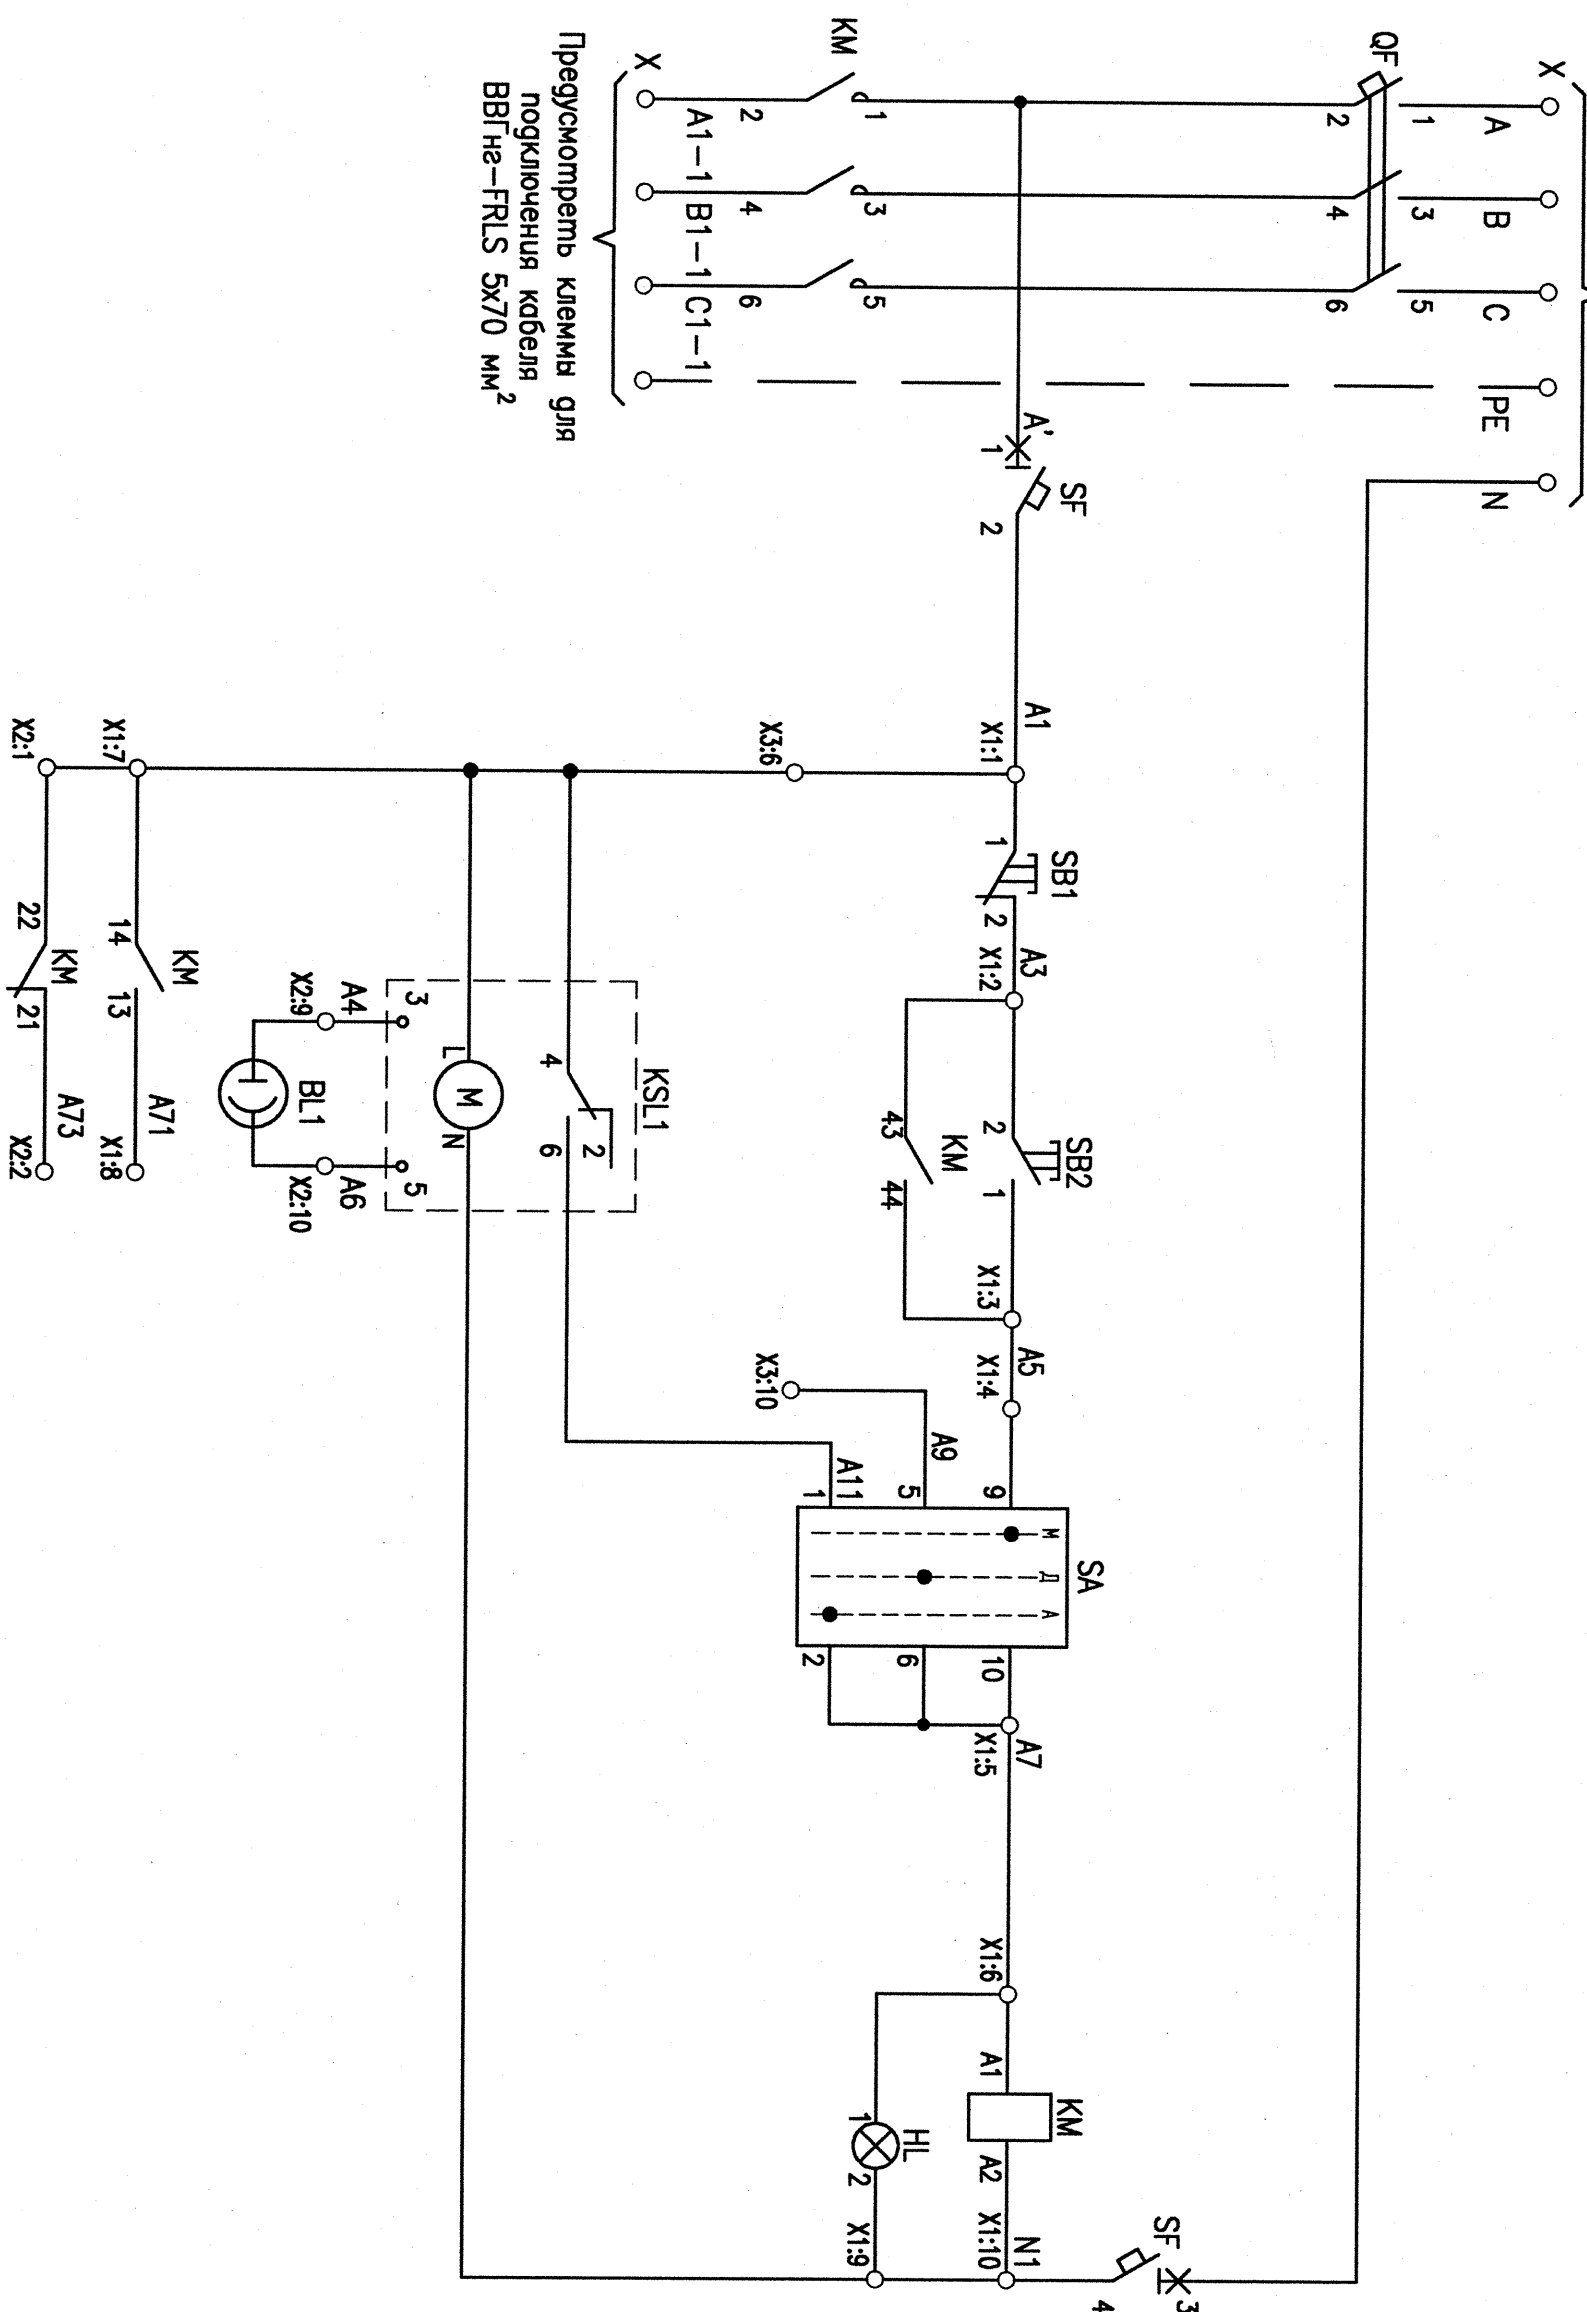 X
A
B
C
PE
N
QF
1
2
3
4
5
6
KM
1
2
3
4
5
6
X
A1-1
B1-1
C1-1
Предусмотреть клеммы для
подключения кабеля
ВВГнг-FRLS 5x70 мм²
A'
1
SF
2
A1
X1:1
1
SB1
2
A3
X1:2
2
SB2
1
X1:3
43
KM
44
A5
X1:4
9
SA
М
Д
А
10
A7
X1:5
X1:6
A1
KM
A2
X1:10
N1
SF
3
4
1
HL
2
X1:9
X3:6
X3:10
A9
5
6
A11
1
2
KSL1
4
2
6
L
M
N
3
5
A4
X2:9
BL1
A6
X2:10
X1:7
14
KM
13
A71
X1:8
X2:1
22
KM
21
A73
X2:2